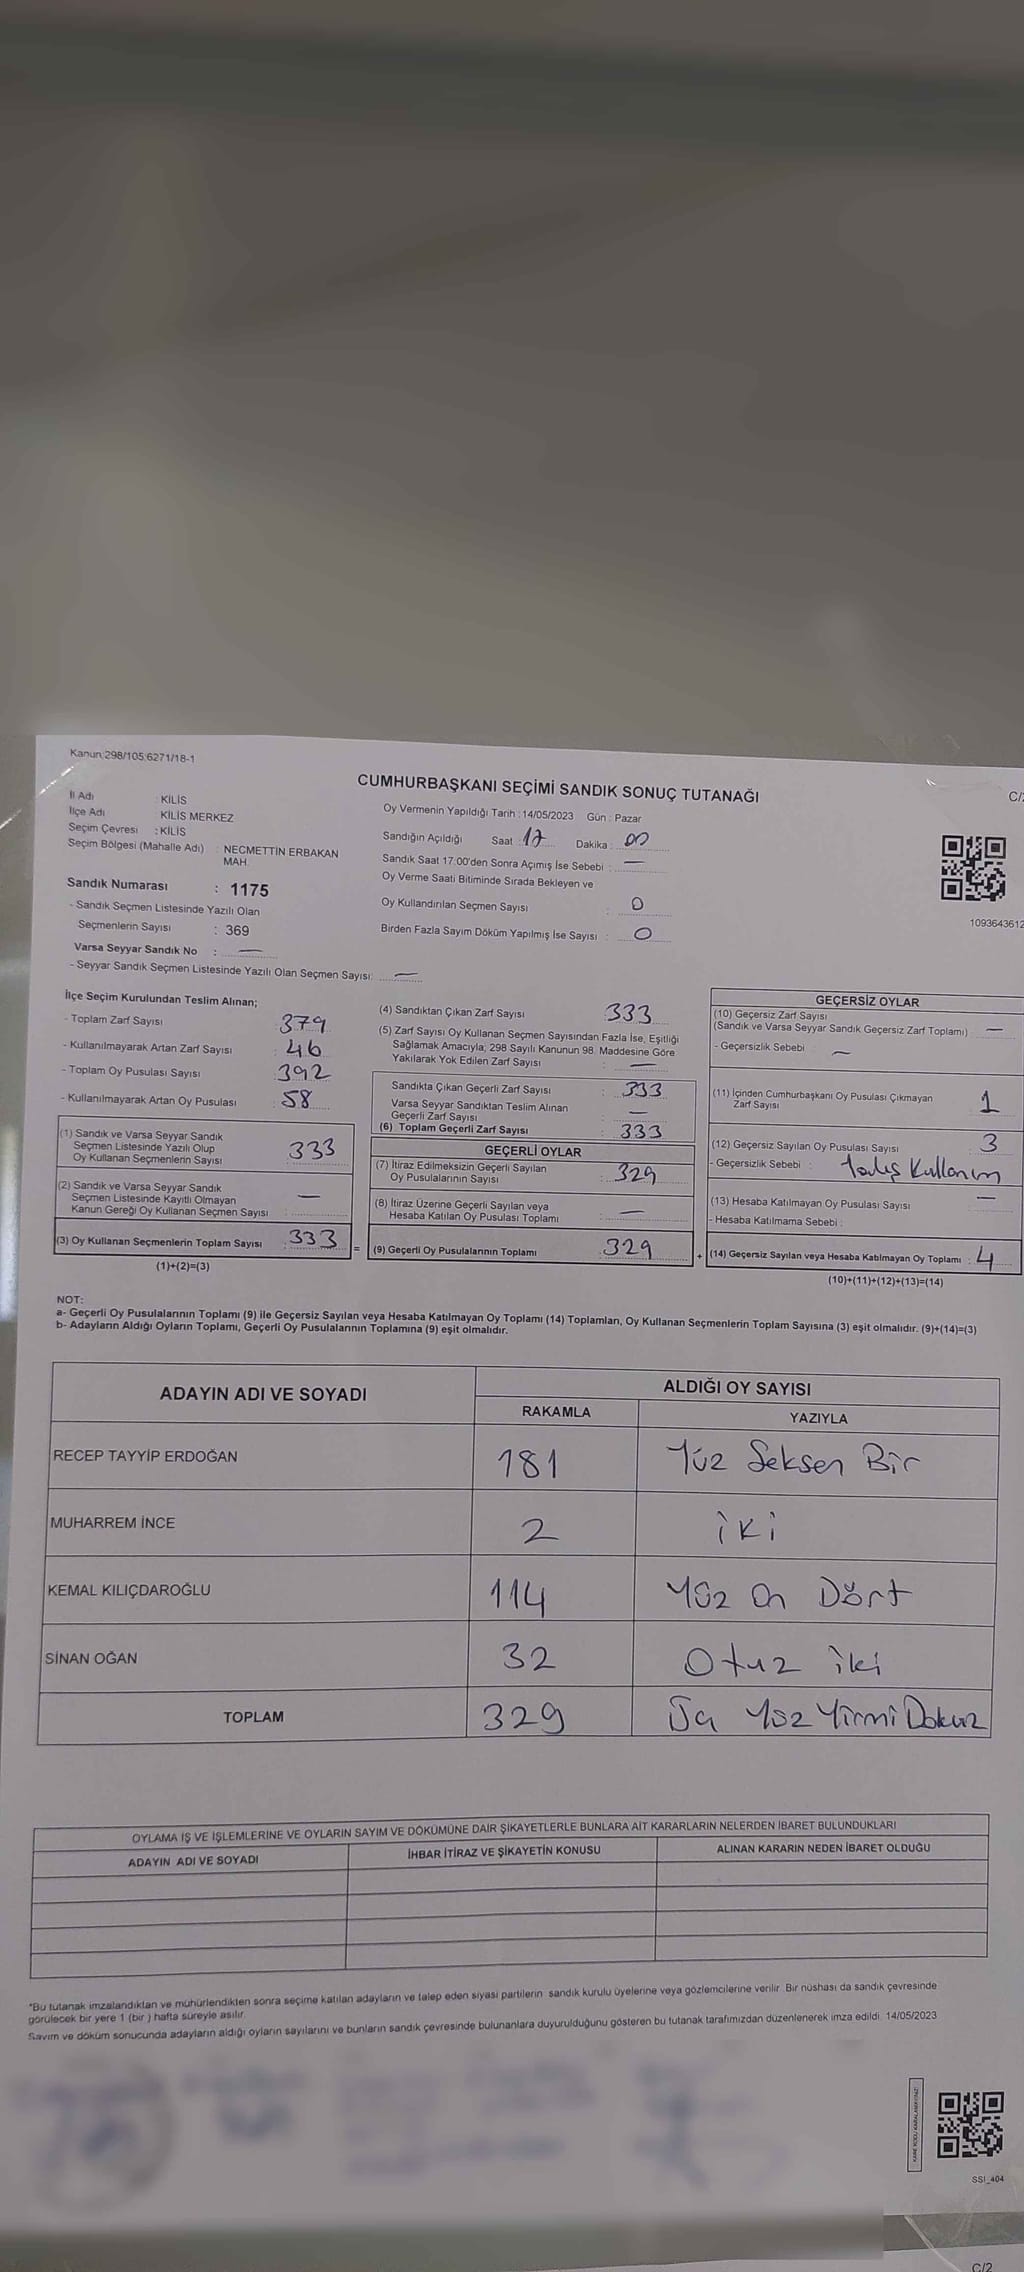 Kanun:298/105;6271/18-1
CUMHURBAŞKANI SEÇİMİ SANDIK SONUÇ TUTANAĞI
İl Adı : KİLİS
İlçe Adı KİLİS MERKEZ
Seçim Çevresi : KİLİS
Seçim Bölgesi (Mahalle Adı) : NECMETTİN ERBAKAN
MAH.
Sandık Numarası : 1175
- Sandık Seçmen Listesinde Yazılı Olan
Seçmenlerin Sayısı : 369
Varsa Seyyar Sandık No : —
- Seyyar Sandık Seçmen Listesinde Yazılı Olan Seçmen Sayısı: —
Oy Vermenin Yapıldığı Tarih : 14/05/2023 Gün : Pazar
Sandığın Açıldığı Saat : 17 Dakika : 00
Sandık Saat 17:00'den Sonra Açımış İse Sebebi : —
Oy Verme Saati Bitiminde Sırada Bekleyen ve
Oy Kullandırılan Seçmen Sayısı : 0
Birden Fazla Sayım Döküm Yapılmış İse Sayısı : 0
C/2
1093643612
İlçe Seçim Kurulundan Teslim Alınan;
- Toplam Zarf Sayısı : 379
- Kullanılmayarak Artan Zarf Sayısı : 46
- Toplam Oy Pusulası Sayısı : 392
- Kullanılmayarak Artan Oy Pusulası : 58
(1) Sandık ve Varsa Seyyar Sandık
Seçmen Listesinde Yazılı Olup
Oy Kullanan Seçmenlerin Sayısı : 333
(2) Sandık ve Varsa Seyyar Sandık
Seçmen Listesinde Kayıtlı Olmayan
Kanun Gereği Oy Kullanan Seçmen Sayısı : —
(3) Oy Kullanan Seçmenlerin Toplam Sayısı : 333
(1)+(2)=(3)
(4) Sandıktan Çıkan Zarf Sayısı : 333
(5) Zarf Sayısı Oy Kullanan Seçmen Sayısından Fazla İse, Eşitliği
Sağlamak Amacıyla; 298 Sayılı Kanunun 98. Maddesine Göre
Yakılarak Yok Edilen Zarf Sayısı : —
Sandıkta Çıkan Geçerli Zarf Sayısı : 333
Varsa Seyyar Sandıktan Teslim Alınan
Geçerli Zarf Sayısı : —
(6) Toplam Geçerli Zarf Sayısı : 333
GEÇERLİ OYLAR
(7) İtiraz Edilmeksizin Geçerli Sayılan
Oy Pusulalarının Sayısı : 329
(8) İtiraz Üzerine Geçerli Sayılan veya
Hesaba Katılan Oy Pusulası Toplamı : —
= (9) Geçerli Oy Pusulalarının Toplamı : 329
GEÇERSİZ OYLAR
(10) Geçersiz Zarf Sayısı
(Sandık ve Varsa Seyyar Sandık Geçersiz Zarf Toplamı) : —
- Geçersizlik Sebebi : —
(11) İçinden Cumhurbaşkanı Oy Pusulası Çıkmayan
Zarf Sayısı : 1
(12) Geçersiz Sayılan Oy Pusulası Sayısı : 3
- Geçersizlik Sebebi : Yanlış Kullanım
(13) Hesaba Katılmayan Oy Pusulası Sayısı : —
- Hesaba Katılmama Sebebi :
+ (14) Geçersiz Sayılan veya Hesaba Katılmayan Oy Toplamı : 4
(10)+(11)+(12)+(13)=(14)
NOT:
a- Geçerli Oy Pusulalarının Toplamı (9) ile Geçersiz Sayılan veya Hesaba Katılmayan Oy Toplamı (14) Toplamları, Oy Kullanan Seçmenlerin Toplam Sayısına (3) eşit olmalıdır. (9)+(14)=(3)
b- Adayların Aldığı Oyların Toplamı, Geçerli Oy Pusulalarının Toplamına (9) eşit olmalıdır.
ADAYIN ADI VE SOYADI ALDIĞI OY SAYISI
RAKAMLA YAZIYLA
RECEP TAYYİP ERDOĞAN 181 Yüz Seksen Bir
MUHARREM İNCE 2 iki
KEMAL KILIÇDAROĞLU 114 Yüz On Dört
SİNAN OĞAN 32 Otuz iki
TOPLAM 329 Üç Yüz Yirmi Dokuz
OYLAMA İŞ VE İŞLEMLERİNE VE OYLARIN SAYIM VE DÖKÜMÜNE DAİR ŞİKAYETLERLE BUNLARA AİT KARARLARIN NELERDEN İBARET BULUNDUKLARI
ADAYIN ADI VE SOYADI İHBAR İTİRAZ VE ŞİKAYETİN KONUSU ALINAN KARARIN NEDEN İBARET OLDUĞU
*Bu tutanak imzalandıktan ve mühürlendikten sonra seçime katılan adayların ve talep eden siyasi partilerin sandık kurulu üyelerine veya gözlemcilerine verilir. Bir nüshası da sandık çevresinde
görülecek bir yere 1 (bir ) hafta süreyle asılır.
Sayım ve döküm sonucunda adayların aldığı oyların sayılarını ve bunların sandık çevresinde bulunanlara duyurulduğunu gösteren bu tutanak tarafımızdan düzenlenerek imza edildi. 14/05/2023
SSI_404
C/2